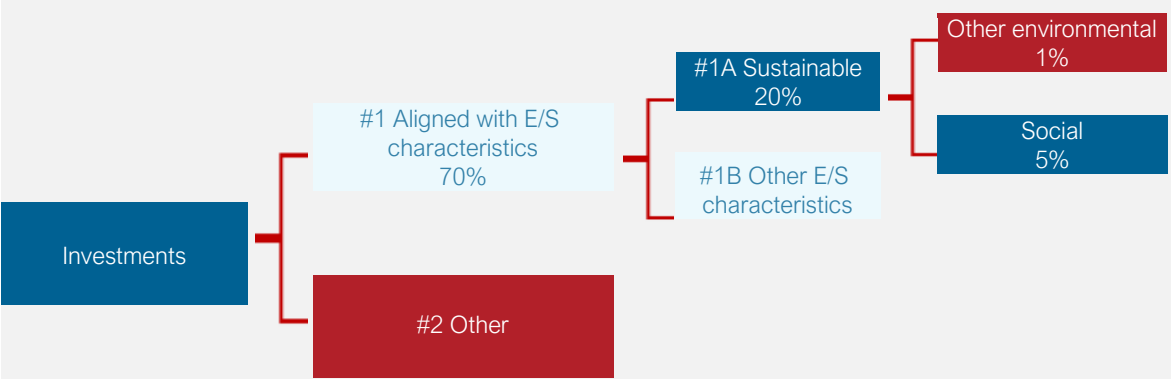 Investments
#1 Aligned with E/S
characteristics
70%
#2 Other
#1A Sustainable
20%
#1B Other E/S
characteristics
Other environmental
1%
Social
5%